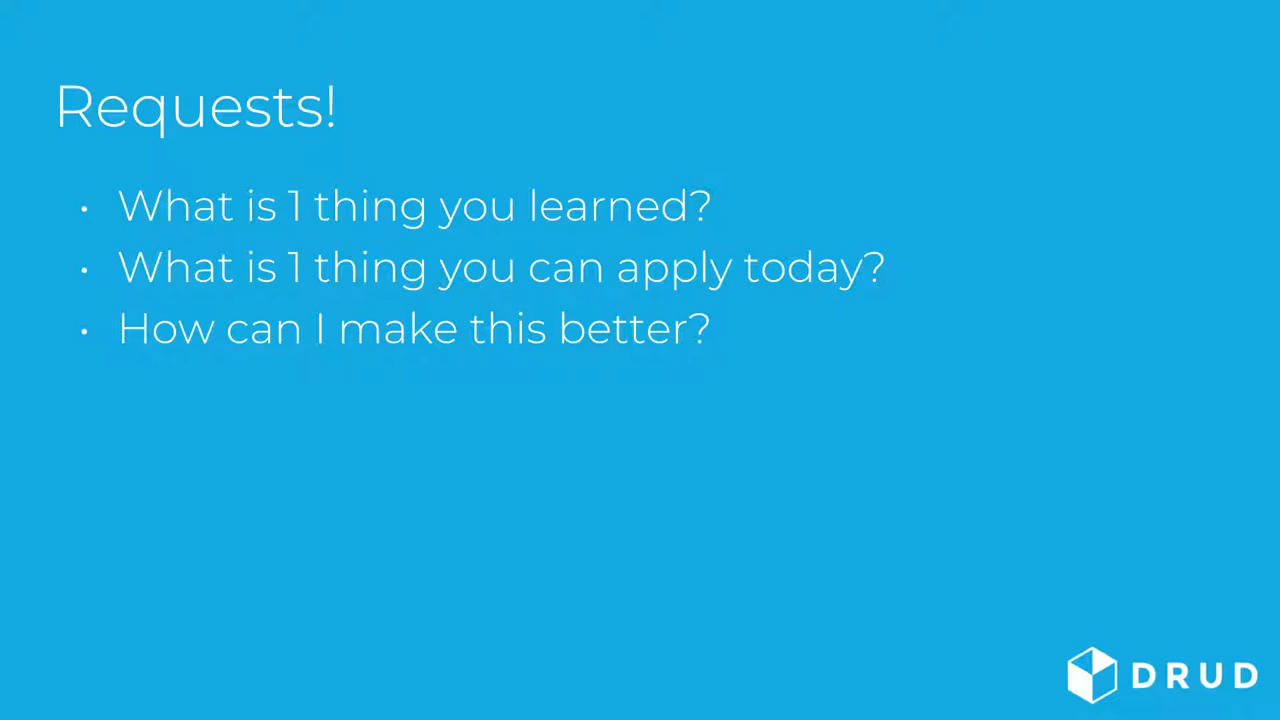 Requests!
• What is 1 thing you learned?
• What is 1 thing you can apply today?
• How can I make this better?
DRUD